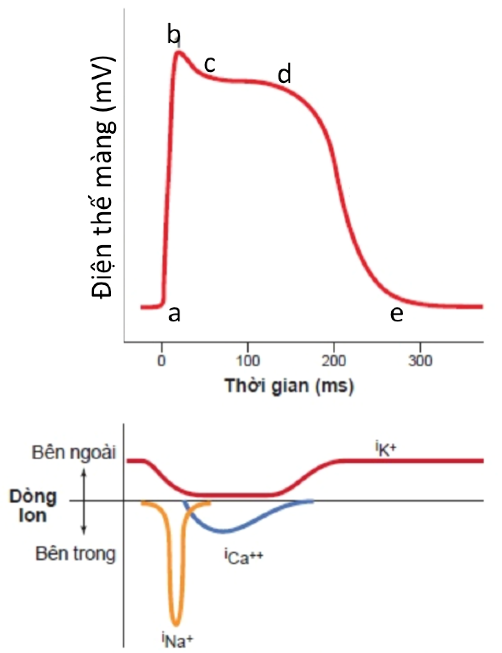 b
c
d
Điện thế màng (mV)
a
e
0
100
200
300
Thời gian (ms)
Bên ngoài
iK+
Dòng
Ion
Bên trong
iCa++
iNa+